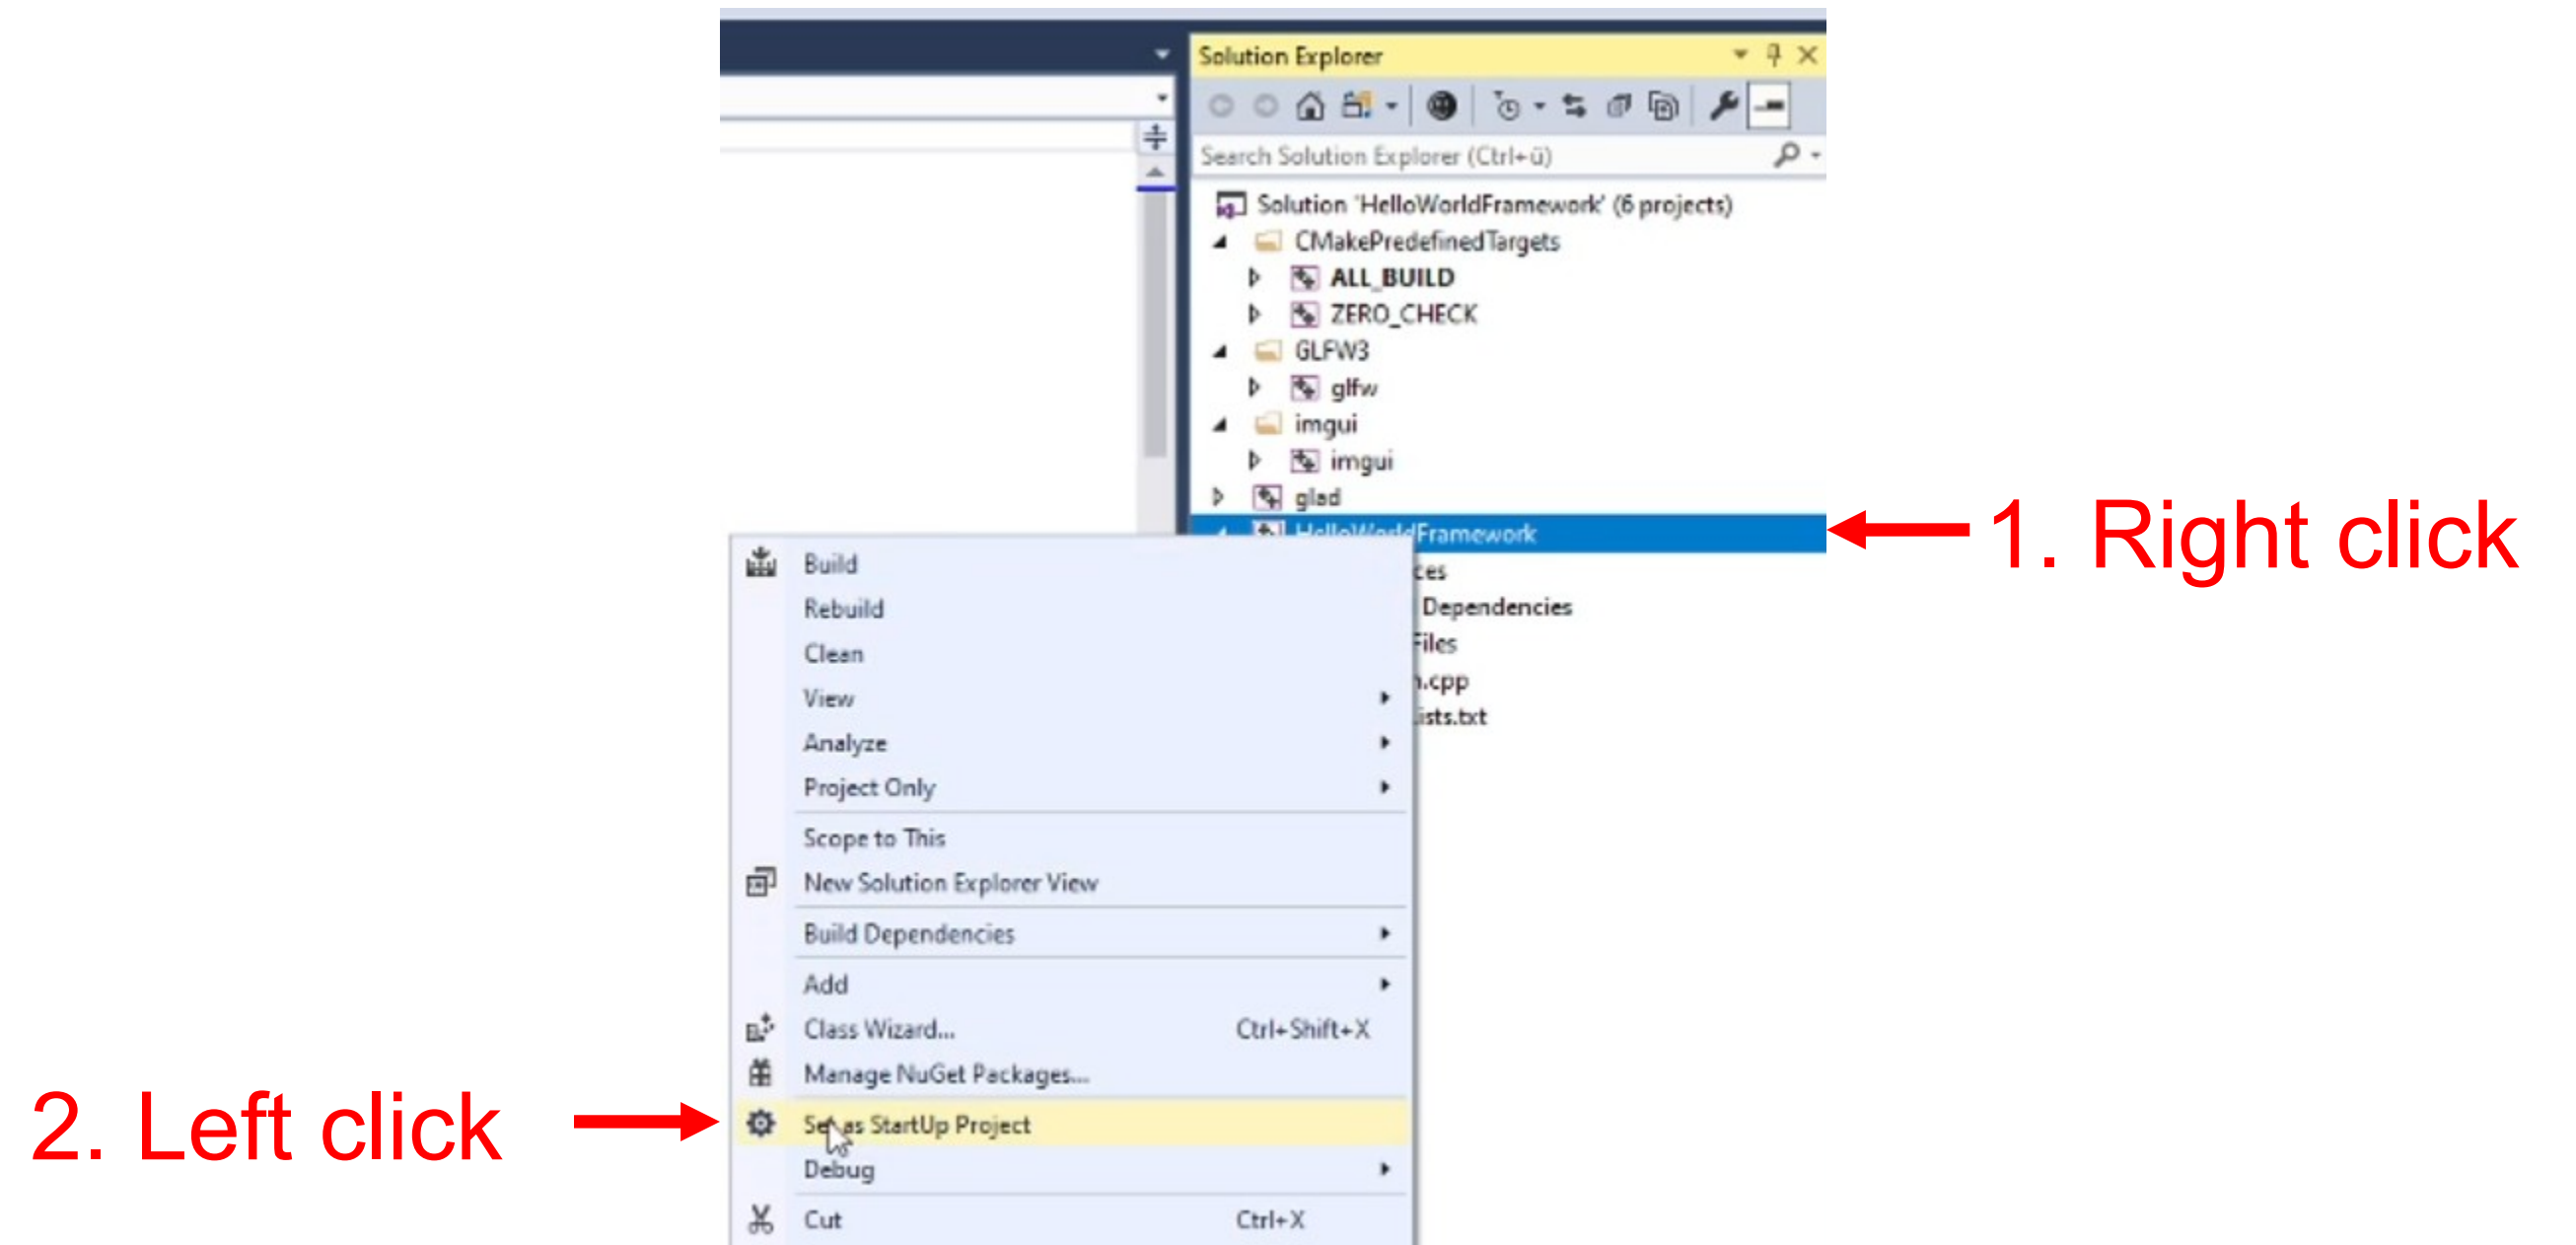 Solution Explorer
Search Solution Explorer (Ctrl+ü)
Solution 'HelloWorldFramework' (6 projects)
CMakePredefinedTargets
ALL_BUILD
ZERO_CHECK
GLFW3
glfw
imgui
imgui
glad
HelloWorldFramework
1. Right click
Build
ces
Rebuild
Dependencies
Clean
Files
View
n.cpp
Lists.txt
Analyze
Project Only
Scope to This
New Solution Explorer View
Build Dependencies
Add
Class Wizard... Ctrl+Shift+X
Manage NuGet Packages...
2. Left click
Set as StartUp Project
Debug
Cut Ctrl+X